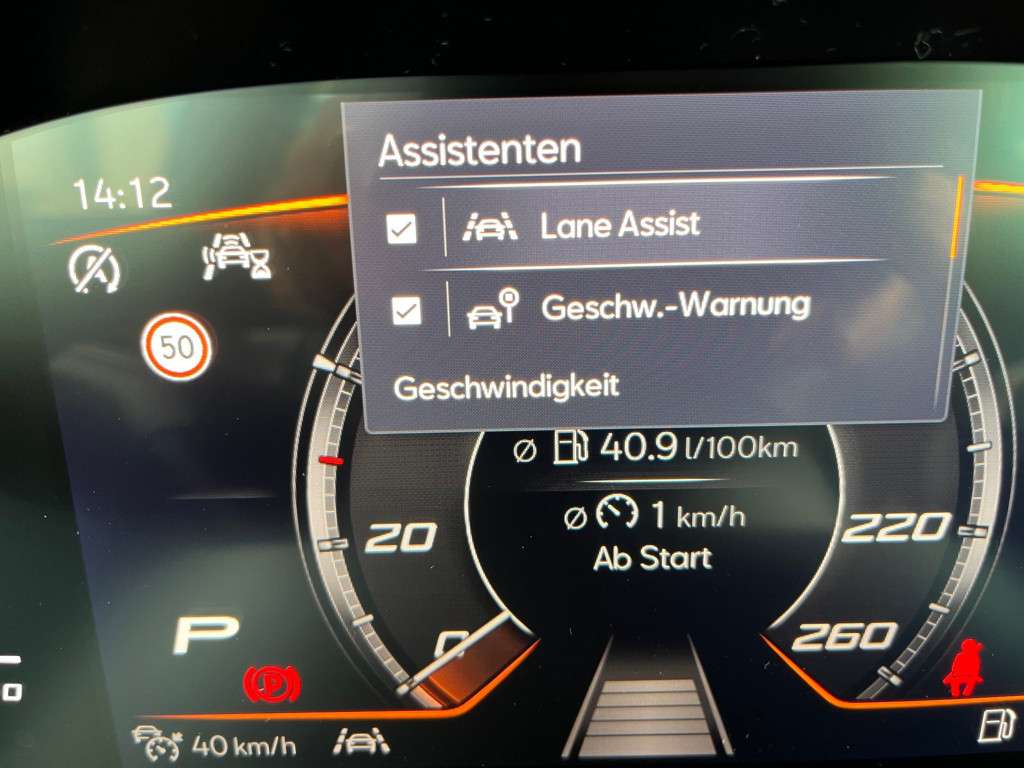 Assistenten
14:12
Lane Assist
50
Geschw.-Warnung
Geschwindigkeit
Ø 40.9 l/100km
Ø 1 km/h
20
220
Ab Start
P
0
260
P
40 km/h